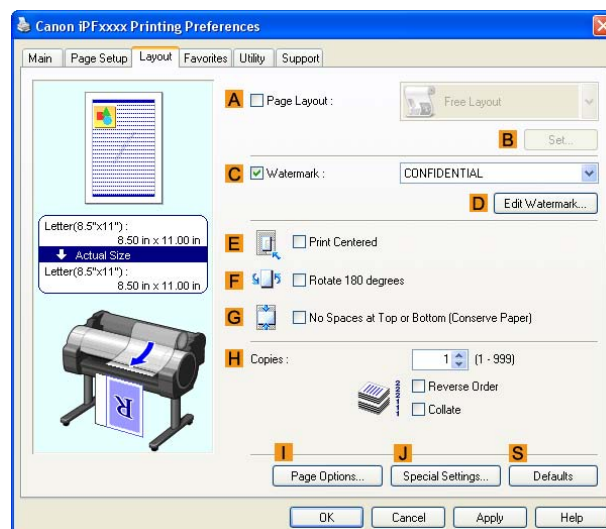 Canon iPFxxxx Printing Preferences
Main Page Setup Layout Favorites Utility Support
A Page Layout : Free Layout
B Set...
C Watermark : CONFIDENTIAL
D Edit Watermark...
Letter(8.5"x11") :
8.50 in x 11.00 in
Actual Size
Letter(8.5"x11") :
8.50 in x 11.00 in
E Print Centered
F Rotate 180 degrees
G No Spaces at Top or Bottom (Conserve Paper)
H Copies : 1 (1 - 999)
Reverse Order
Collate
R
I J S
Page Options... Special Settings... Defaults
OK Cancel Apply Help